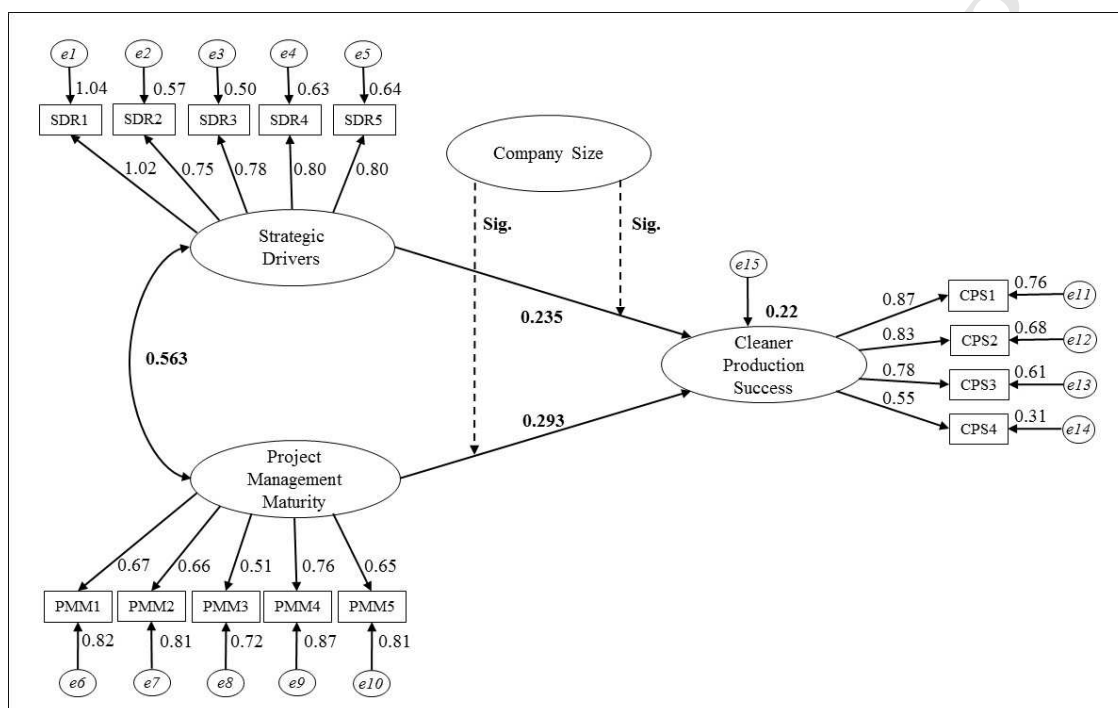 e1 e2 e3 e4 e5
1.04 0.57 0.50 0.63 0.64
SDR1 SDR2 SDR3 SDR4 SDR5
1.02 0.75 0.78 0.80 0.80
Strategic
Drivers
Company Size
Sig. Sig.
0.235
0.563
0.293
e15
0.22
Cleaner
Production
Success
0.87 CPS1 0.76 e11
0.83 CPS2 0.68 e12
0.78 CPS3 0.61 e13
0.55 CPS4 0.31 e14
Project
Management
Maturity
0.67 0.66 0.51 0.76 0.65
PMM1 PMM2 PMM3 PMM4 PMM5
0.82 0.81 0.72 0.87 0.81
e6 e7 e8 e9 e10